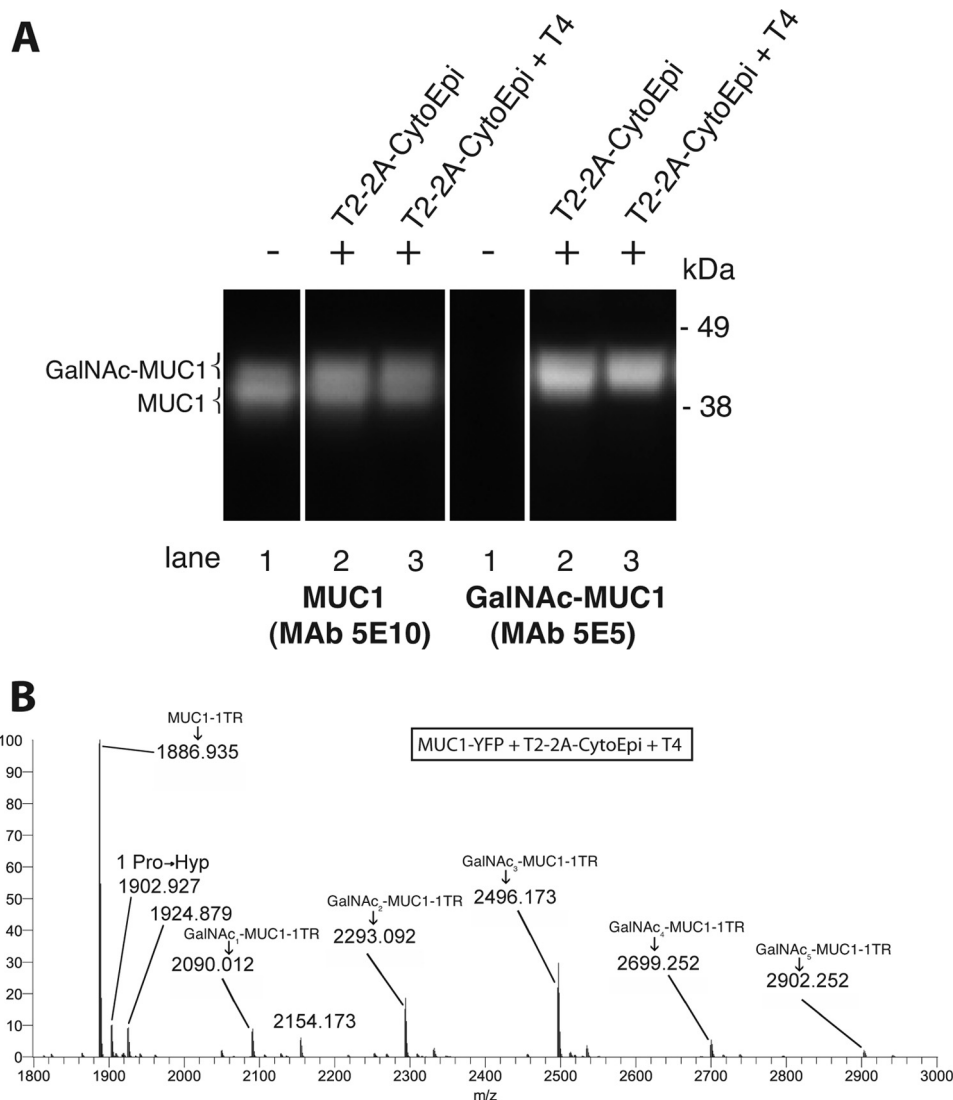 A
T2-2A-CytoEpi
T2-2A-CytoEpi + T4
T2-2A-CytoEpi
T2-2A-CytoEpi + T4
- + + - + +
kDa
- 49
GalNAc-MUC1
MUC1
- 38
lane 1 2 3 1 2 3
MUC1 GalNAc-MUC1
(MAb 5E10) (MAb 5E5)
B
MUC1-YFP + T2-2A-CytoEpi + T4
MUC1-1TR
1886.935
1 Pro→Hyp
1902.927
1924.879
GalNAc₁-MUC1-1TR
2090.012
2154.173
GalNAc₂-MUC1-1TR
2293.092
GalNAc₃-MUC1-1TR
2496.173
GalNAc₄-MUC1-1TR
2699.252
GalNAc₅-MUC1-1TR
2902.252
100
90
80
70
60
50
40
30
20
10
0
1800 1900 2000 2100 2200 2300 2400 2500 2600 2700 2800 2900 3000
m/z